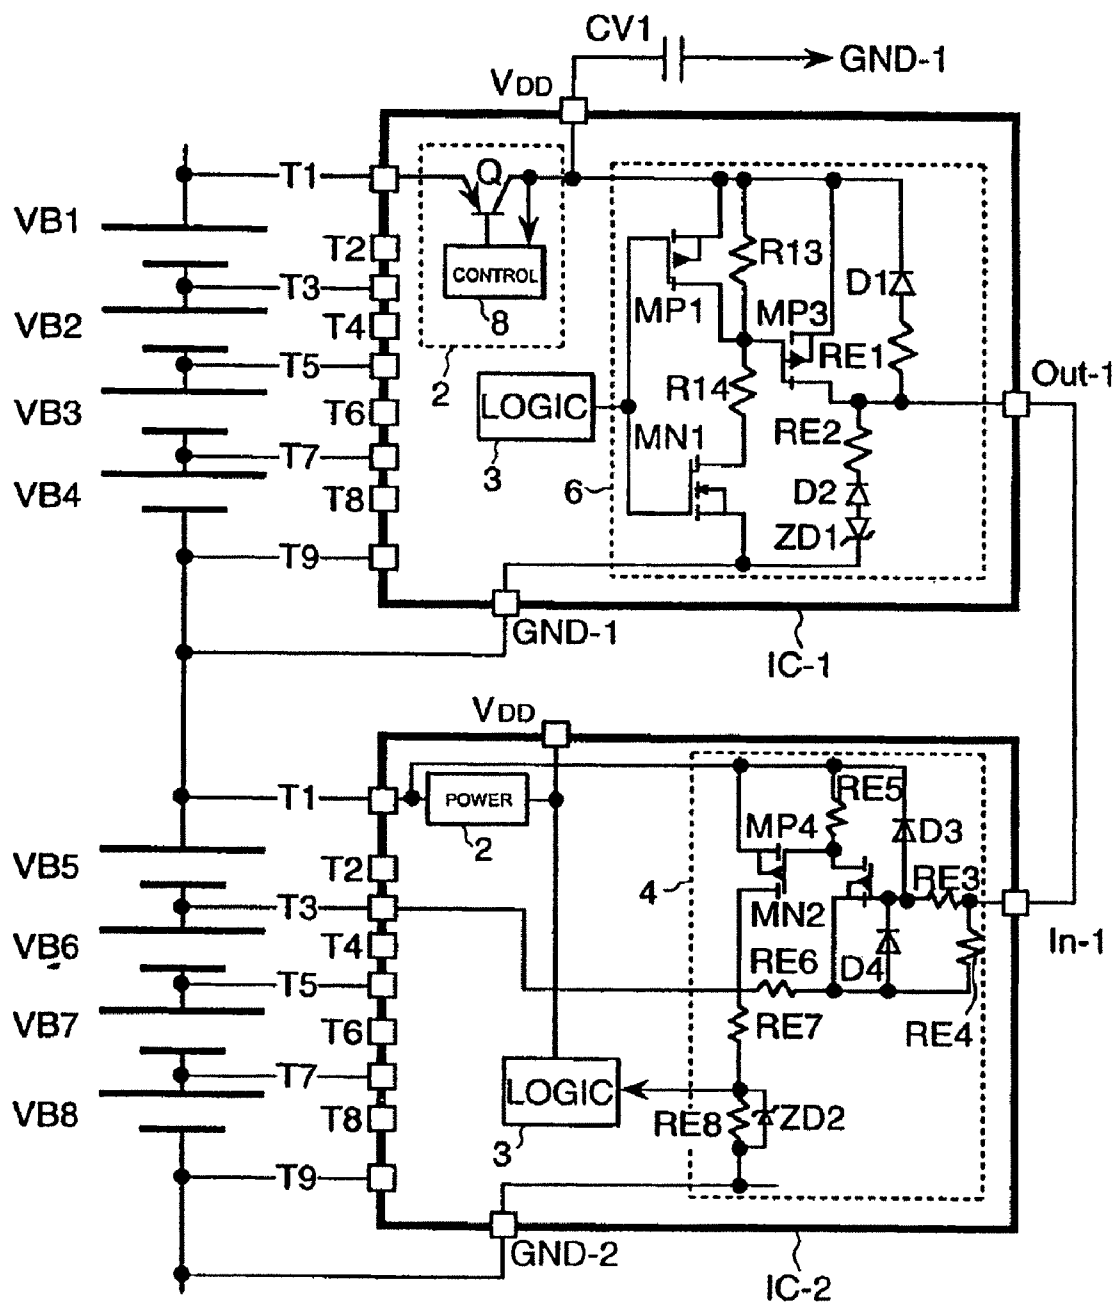 CV1
GND-1
VDD
T1
Q
VB1
T2
CONTROL
R13
D1
T3
8
MP1
MP3
VB2
T4
RE1
T5
2
Out-1
VB3
LOGIC
R14
T6
MN1
RE2
T7
3
6
D2
VB4
T8
ZD1
T9
GND-1
IC-1
VDD
T1
POWER
RE5
2
MP4
D3
VB5
T2
4
RE3
T3
MN2
In-1
VB6
T4
RE6
D4
T5
RE7
RE4
VB7
T6
T7
LOGIC
VB8
T8
RE8
ZD2
3
T9
GND-2
IC-2